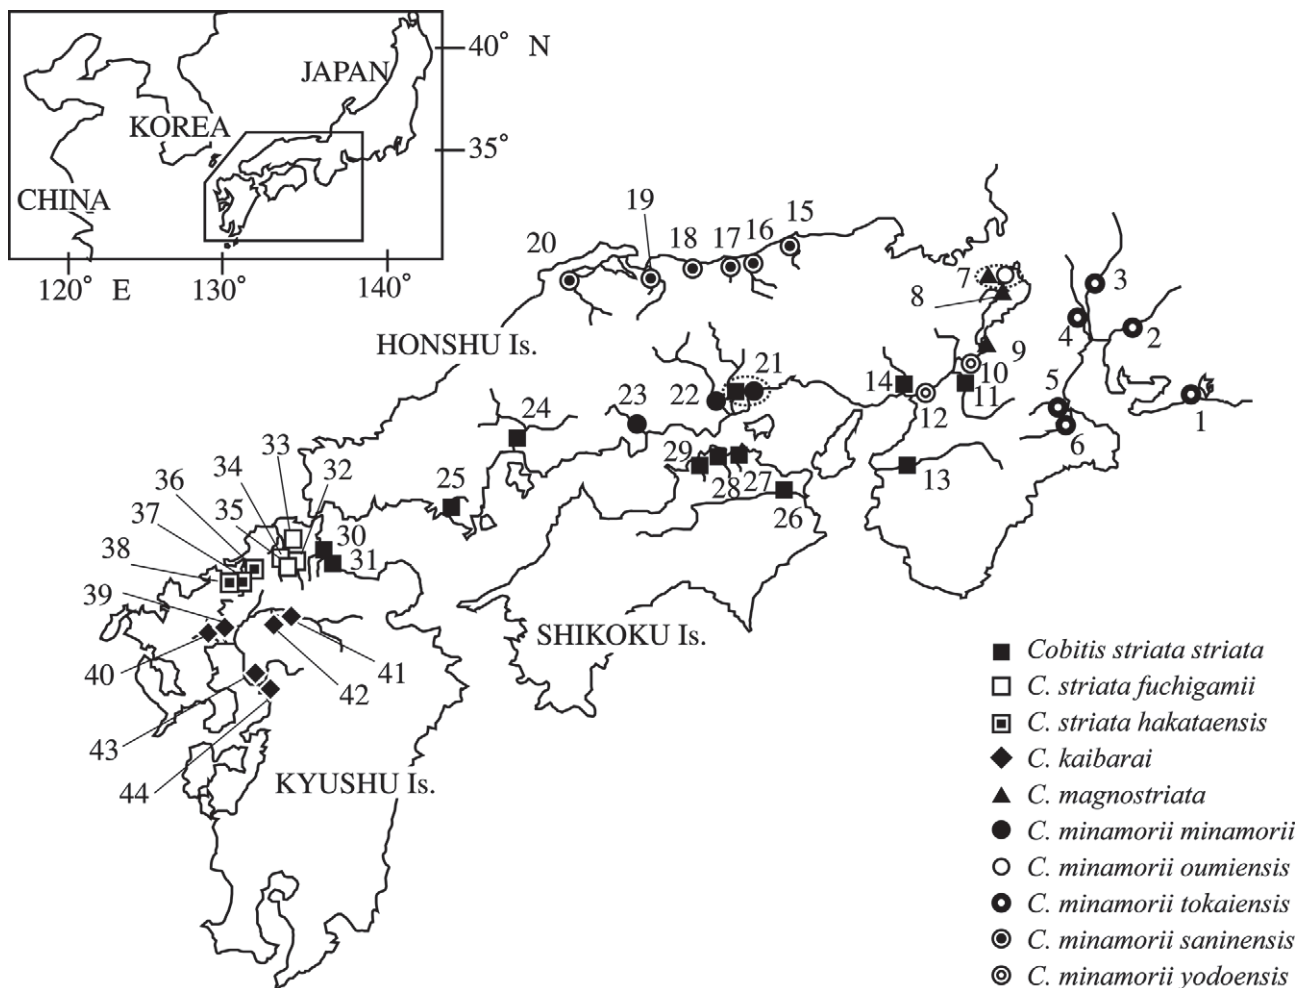 40° N
JAPAN
KOREA
35°
CHINA
120° E
130°
140°
19
18
17
16
15
20
7
3
8
HONSHU Is.
4
2
9
21
10
14
22
5
23
12
11
1
24
6
29
13
33
32
25
28
27
34
26
36
35
30
37
31
38
39
SHIKOKU Is.
40
41
42
43
44
KYUSHU Is.
Cobitis striata striata
C. striata fuchigamii
C. striata hakataensis
C. kaibarai
C. magnostriata
C. minamorii minamorii
C. minamorii oumiensis
C. minamorii tokaiensis
C. minamorii saninensis
C. minamorii yodoensis